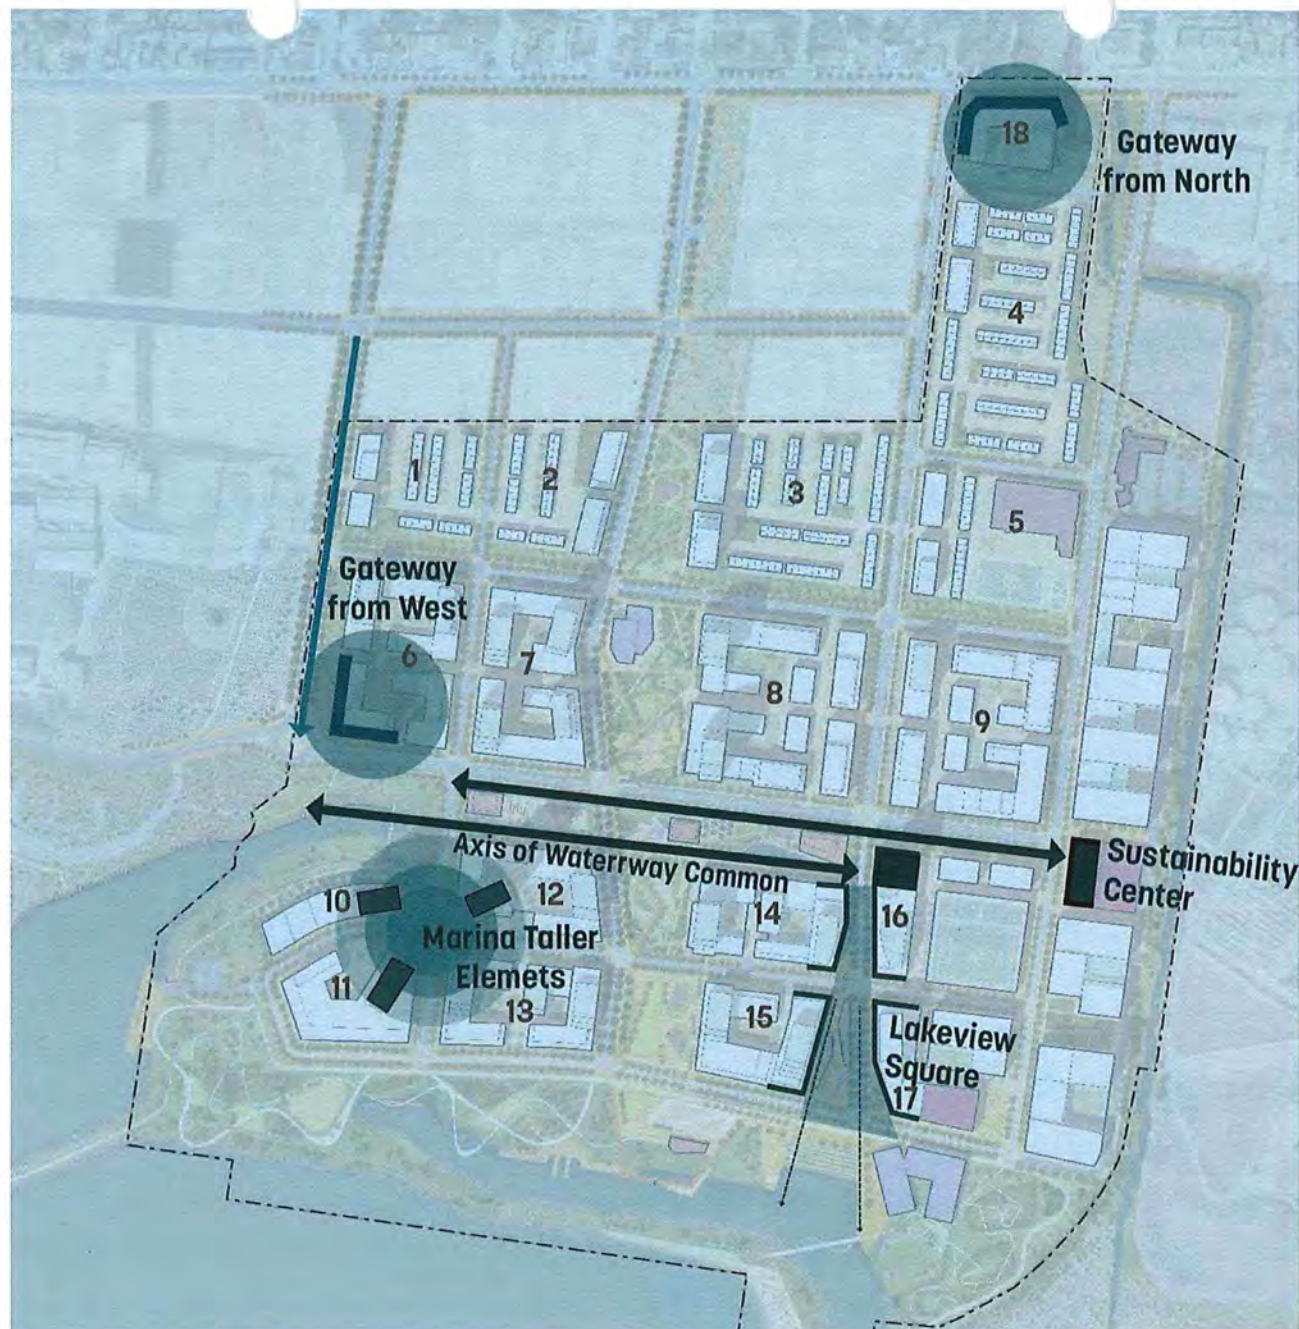 18
Gateway
from North
4
1
2
3
5
Gateway
from West
6
7
8
9
Axis of Waterrway Common
Sustainability
Center
10
12
14
16
Marina Taller
Elemets
11
13
15
Lakeview
Square
17